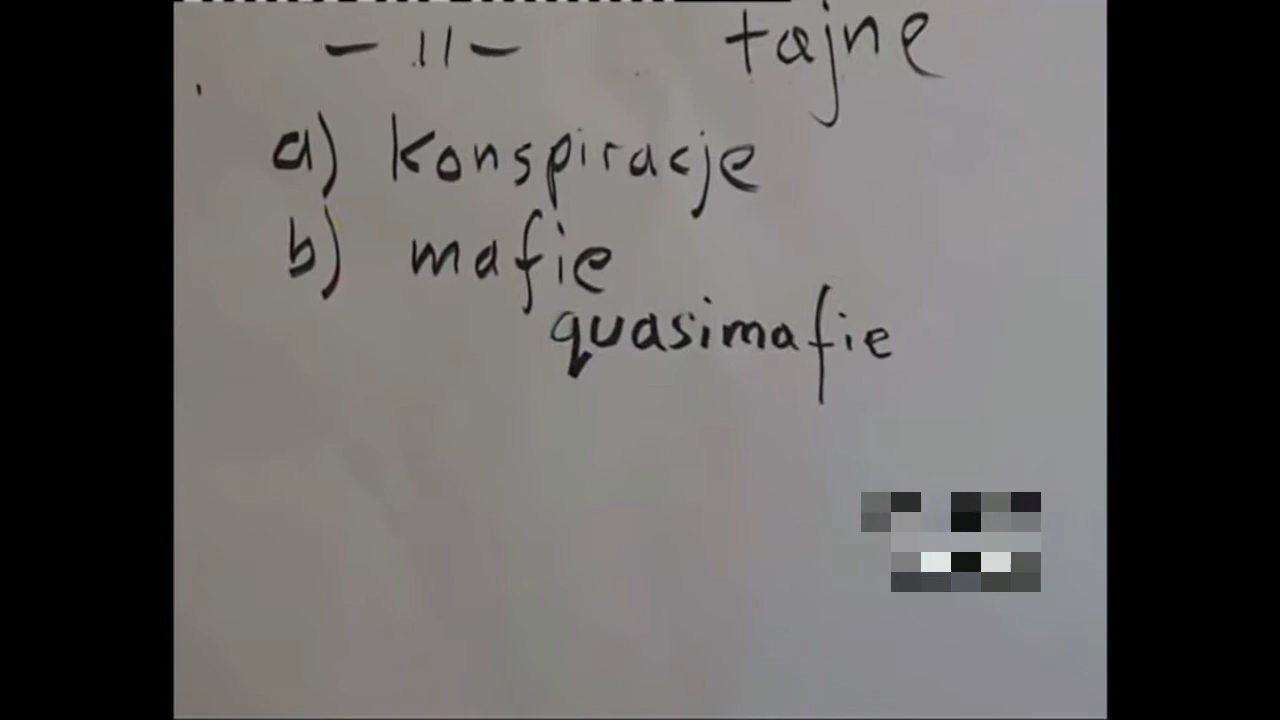 — 11 — tajne
a) konspiracje
b) mafie
quasimafie